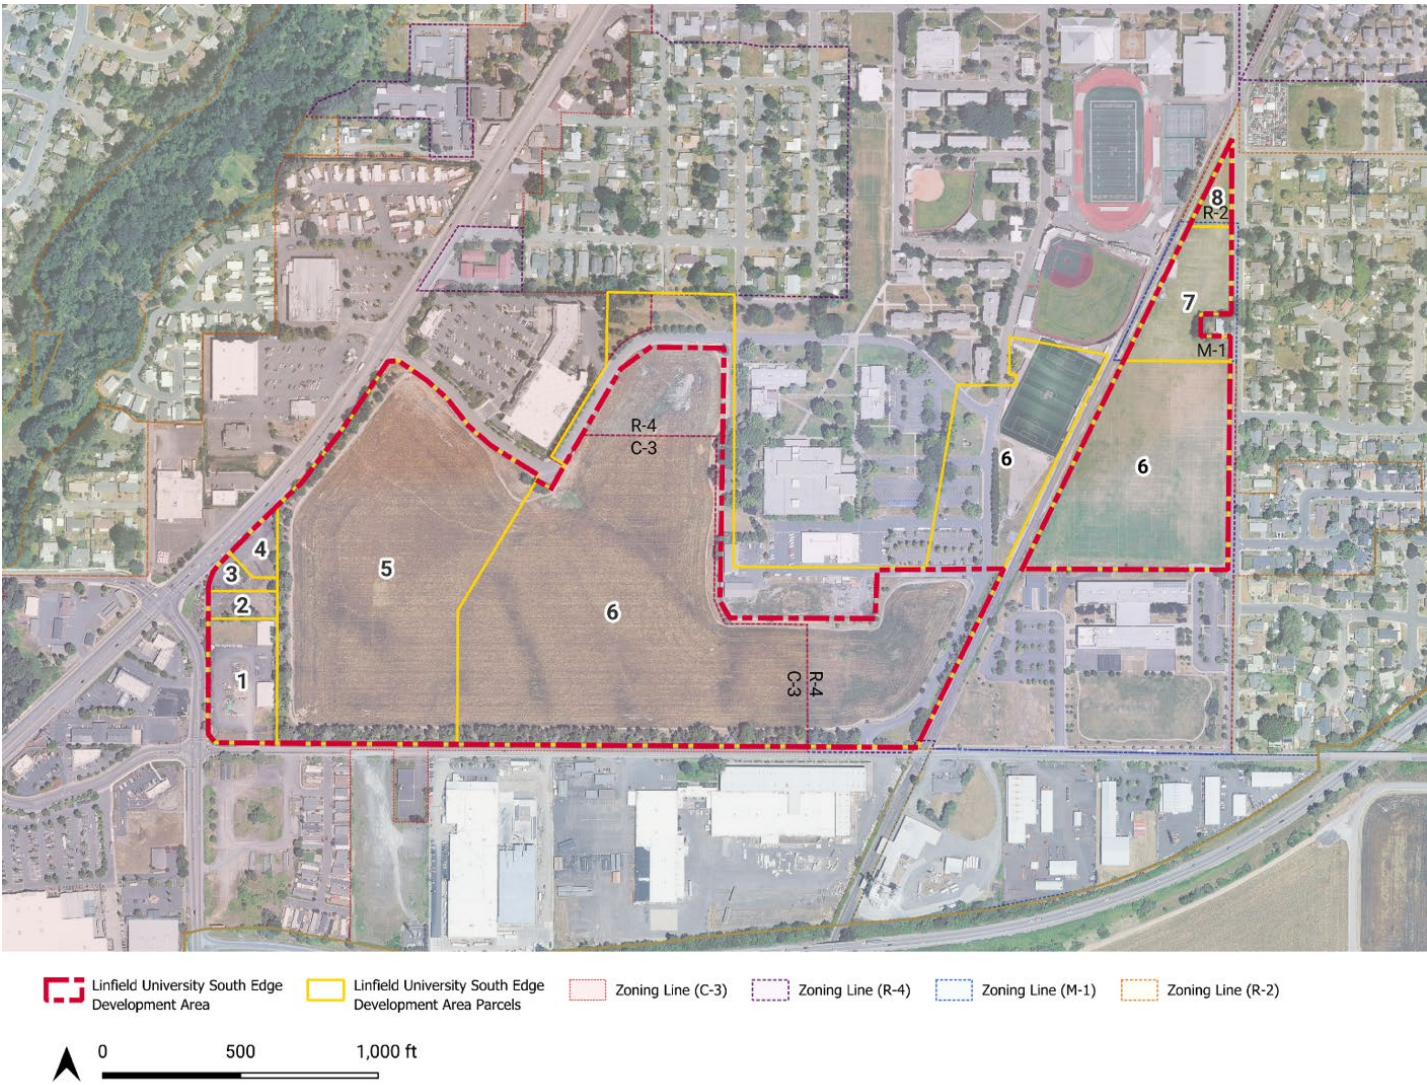 8
R-2
7
M-1
R-4
C-3
6
6
4
5
3
2
6
C-3
R-4
1
Linfield University South Edge
Development Area
Linfield University South Edge
Development Area Parcels
Zoning Line (C-3)
Zoning Line (R-4)
Zoning Line (M-1)
Zoning Line (R-2)
0
500
1,000 ft